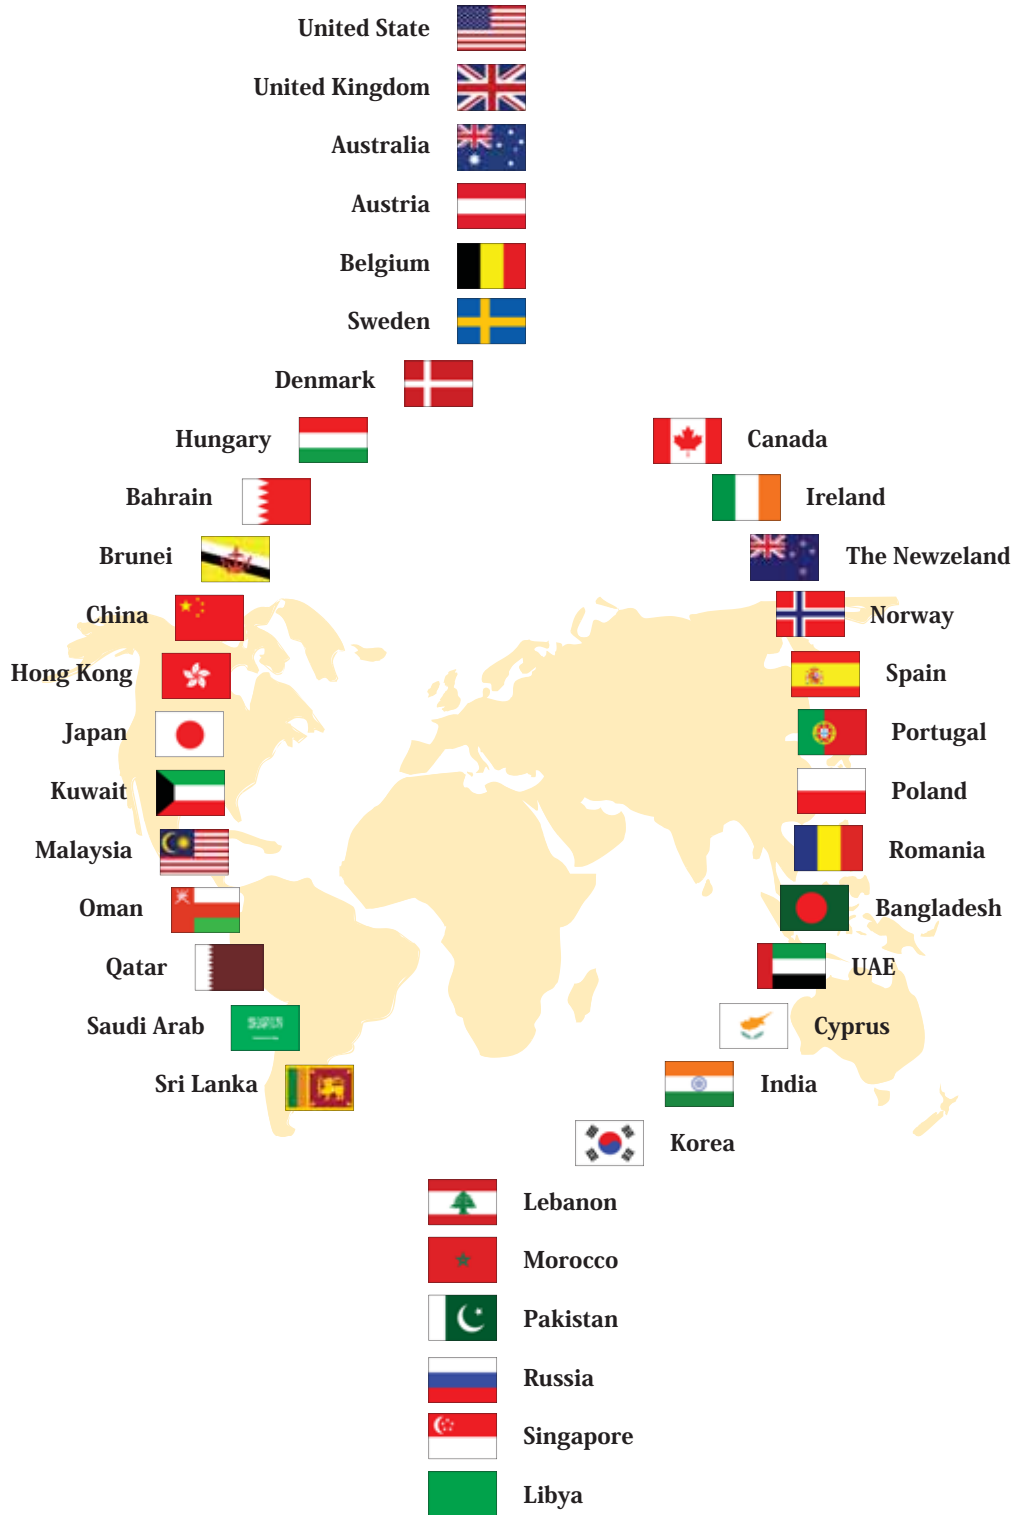 United State
United Kingdom
Australia
Austria
Belgium
Sweden
Denmark
Hungary
Canada
Bahrain
Ireland
Brunei
The Newzeland
China
Norway
Hong Kong
Spain
Japan
Portugal
Kuwait
Poland
Malaysia
Romania
Oman
Bangladesh
Qatar
UAE
Saudi Arab
Cyprus
Sri Lanka
India
Korea
Lebanon
Morocco
Pakistan
Russia
Singapore
Libya